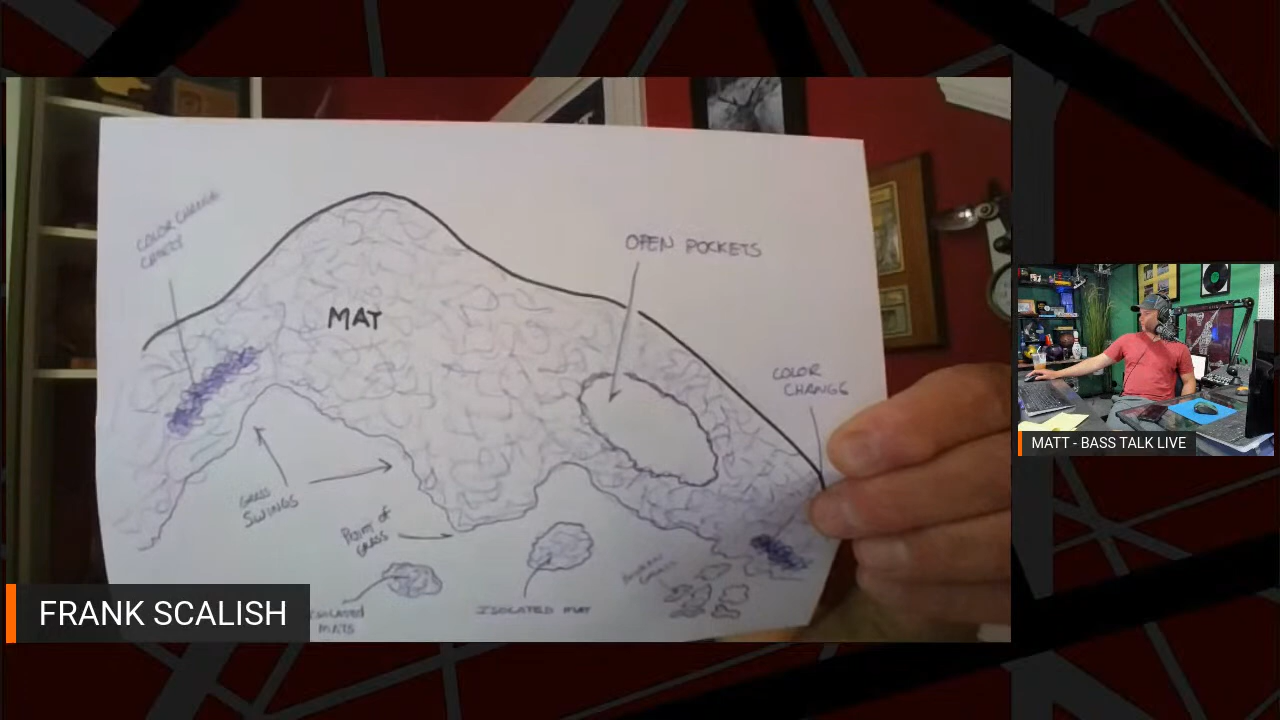 COLOR CHANGE
MAT
OPEN POCKETS
COLOR
CHANGE
GRASS
SWINGS
POINT OF
GRASS
ISOLATED
MATS
ISOLATED MAT
FRANK SCALISH
MATT - BASS TALK LIVE